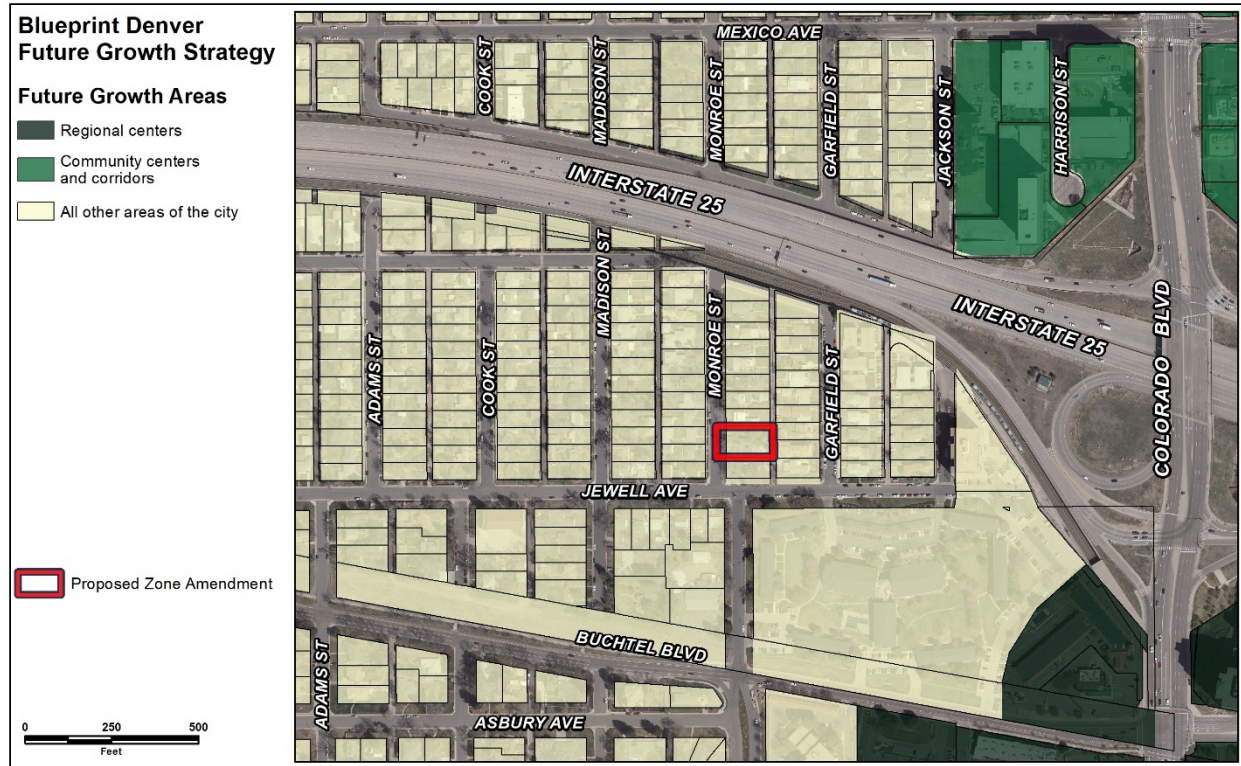 Blueprint Denver
Future Growth Strategy
Future Growth Areas
Regional centers
Community centers
and corridors
All other areas of the city
Proposed Zone Amendment
0 250 500
Feet
MEXICO AVE
COOK ST
MADISON ST
MONROE ST
GARFIELD ST
JACKSON ST
HARRISON ST
INTERSTATE 25
INTERSTATE 25
COLORADO BLVD
ADAMS ST
COOK ST
MADISON ST
MONROE ST
GARFIELD ST
JEWELL AVE
BUCHTEL BLVD
ADAMS ST
ASBURY AVE